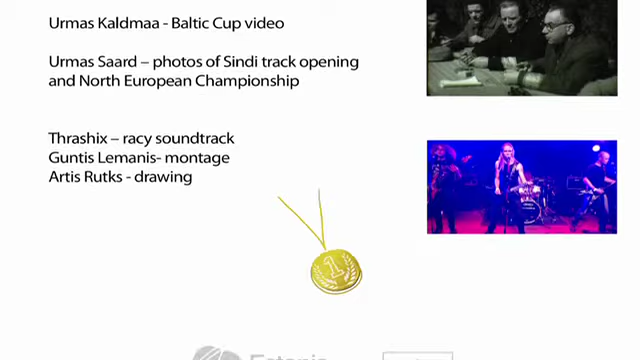 Urmas Kaldmaa - Baltic Cup video
Urmas Saard – photos of Sindi track opening
and North European Championship
Thrashix – racy soundtrack
Guntis Lemanis- montage
Artis Rutks - drawing
1
Estonia